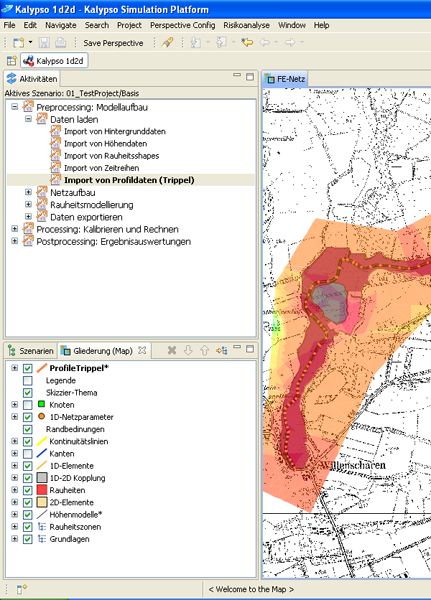 Kalypso 1d2d - Kalypso Simulation Platform
File Edit Navigate Search Project Perspective Config Risikoanalyse Window Help
Save Perspective
Kalypso 1d2d
Aktivitäten
FE-Netz
Aktives Szenario: 01_TestProject/Basis
Preprocessing: Modellaufbau
Daten laden
Import von Hintergrunddaten
Import von Höhendaten
Import von Rauheitsshapes
Import von Zeitreihen
Import von Profildaten (Trippel)
Netzaufbau
Rauheitsmodellierung
Daten exportieren
Processing: Kalibrieren und Rechnen
Postprocessing: Ergebnisauswertungen
Szenarien
Gliederung (Map)
ProfileTrippel*
Legende
Skizzier-Thema
Knoten
1D-Netzparameter
Randbedinungen
Kontinuitätslinien
Kanten
1D-Elemente
1D-2D Kopplung
Rauheiten
2D-Elemente
Höhenmodelle*
Rauheitszonen
Grundlagen
Willenscharen
< Welcome to the Map >